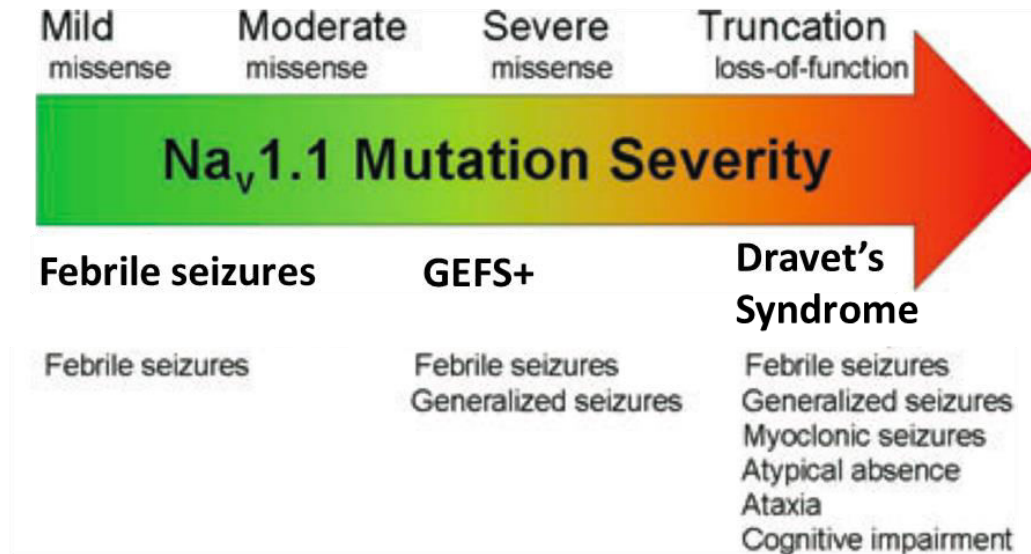 Mild Moderate Severe Truncation
missense missense missense loss-of-function
Nav1.1 Mutation Severity
Febrile seizures GEFS+ Dravet's
Syndrome
Febrile seizures Febrile seizures Febrile seizures
Generalized seizures Generalized seizures
Myoclonic seizures
Atypical absence
Ataxia
Cognitive impairment